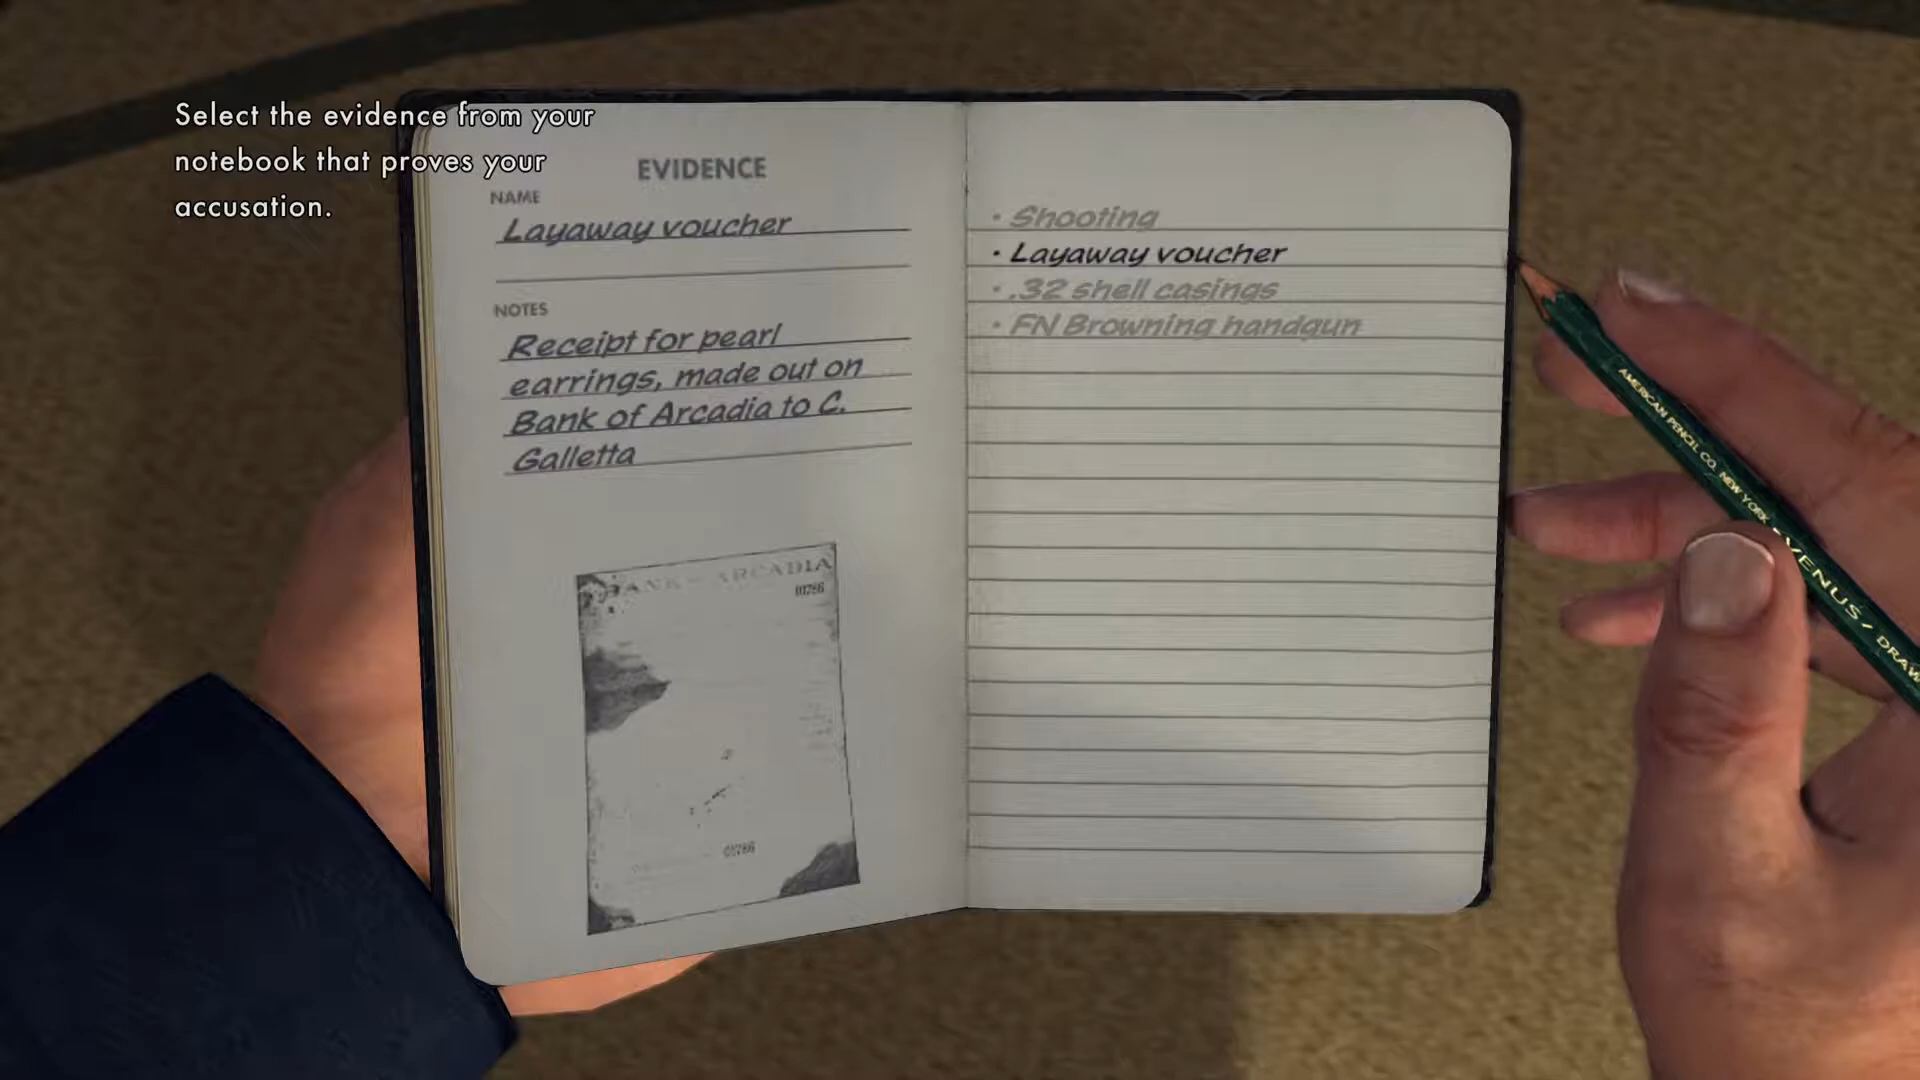 Select the evidence from your
notebook that proves your
accusation.
EVIDENCE
NAME
Layaway voucher
NOTES
Receipt for pearl
earrings, made out on
Bank of Arcadia to C.
Galletta
BANK OF ARCADIA
01786
01786
• Shooting
• Layaway voucher
• .32 shell casings
• FN Browning handgun
AMERICAN PENCIL CO. NEW YORK VENUS